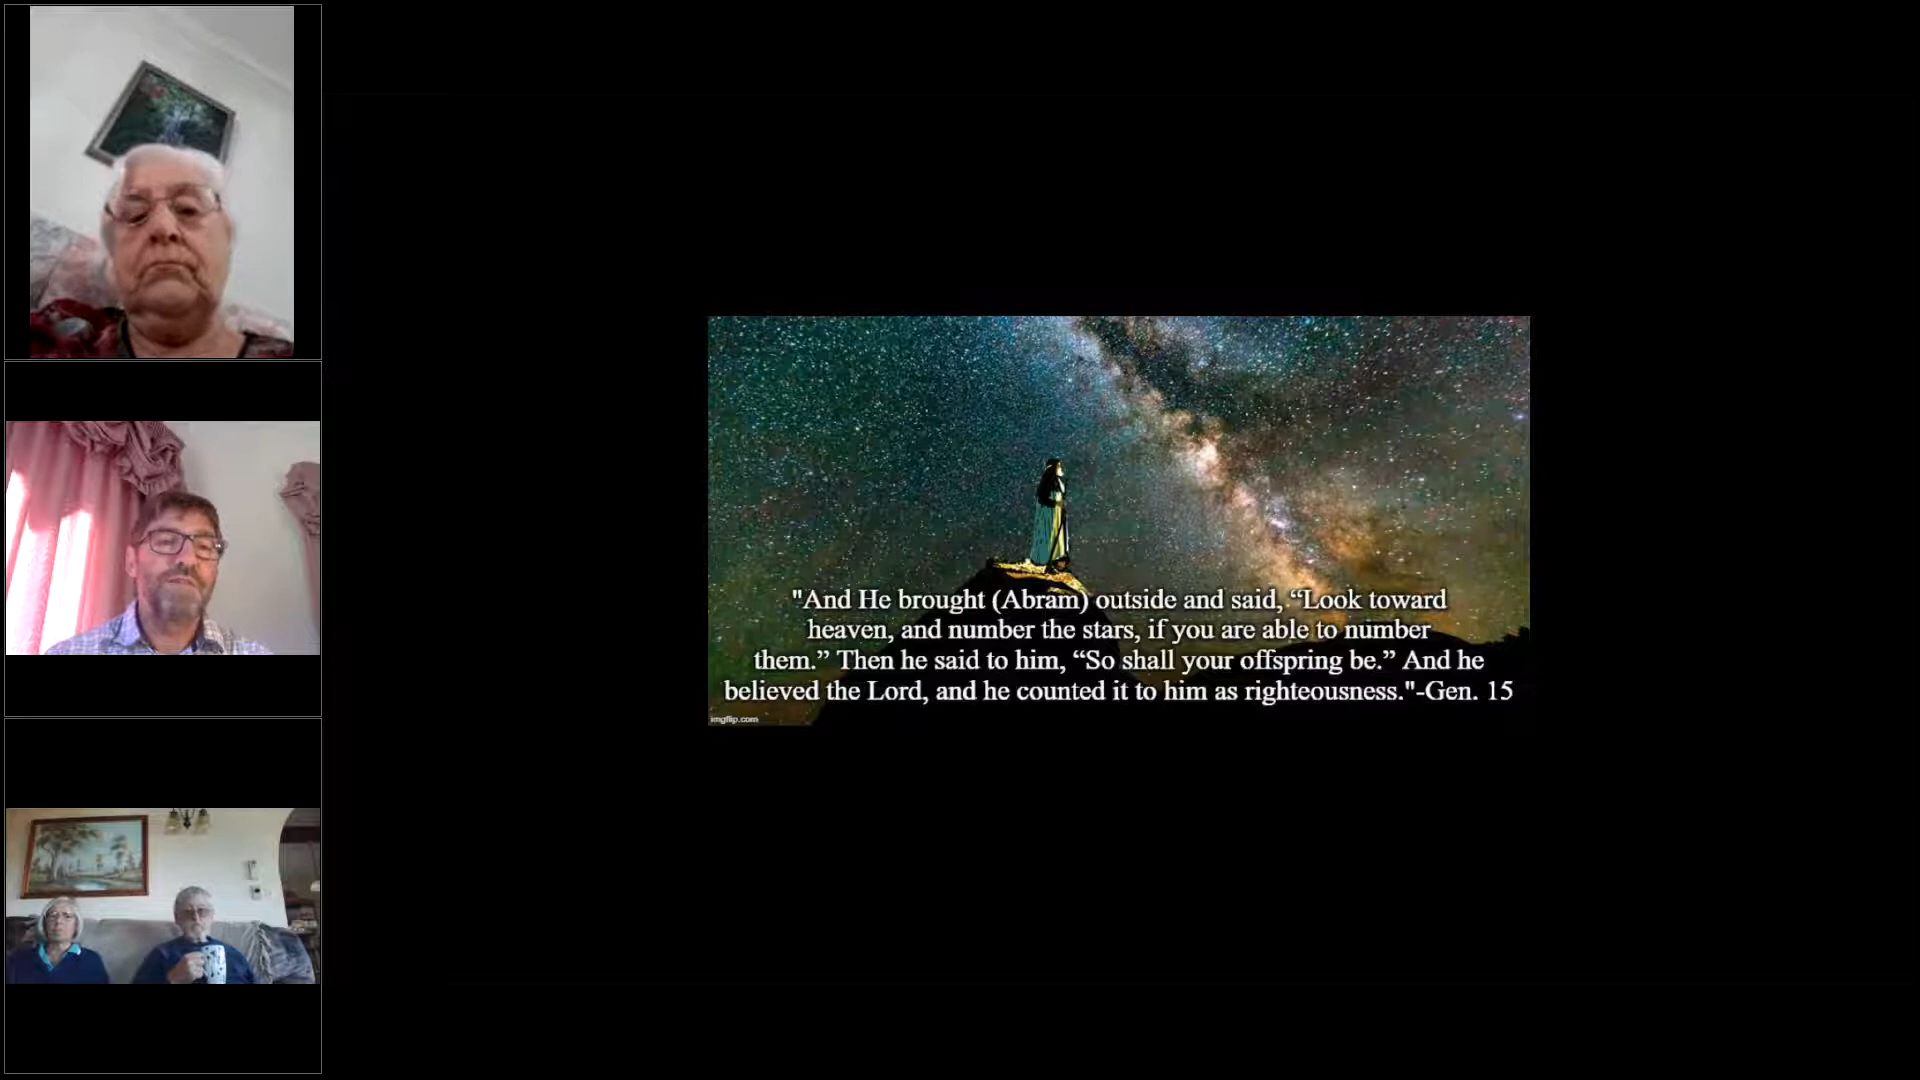 "And He brought (Abram) outside and said, “Look toward
heaven, and number the stars, if you are able to number
them.” Then he said to him, “So shall your offspring be.” And he
believed the Lord, and he counted it to him as righteousness."-Gen. 15
imgflip.com